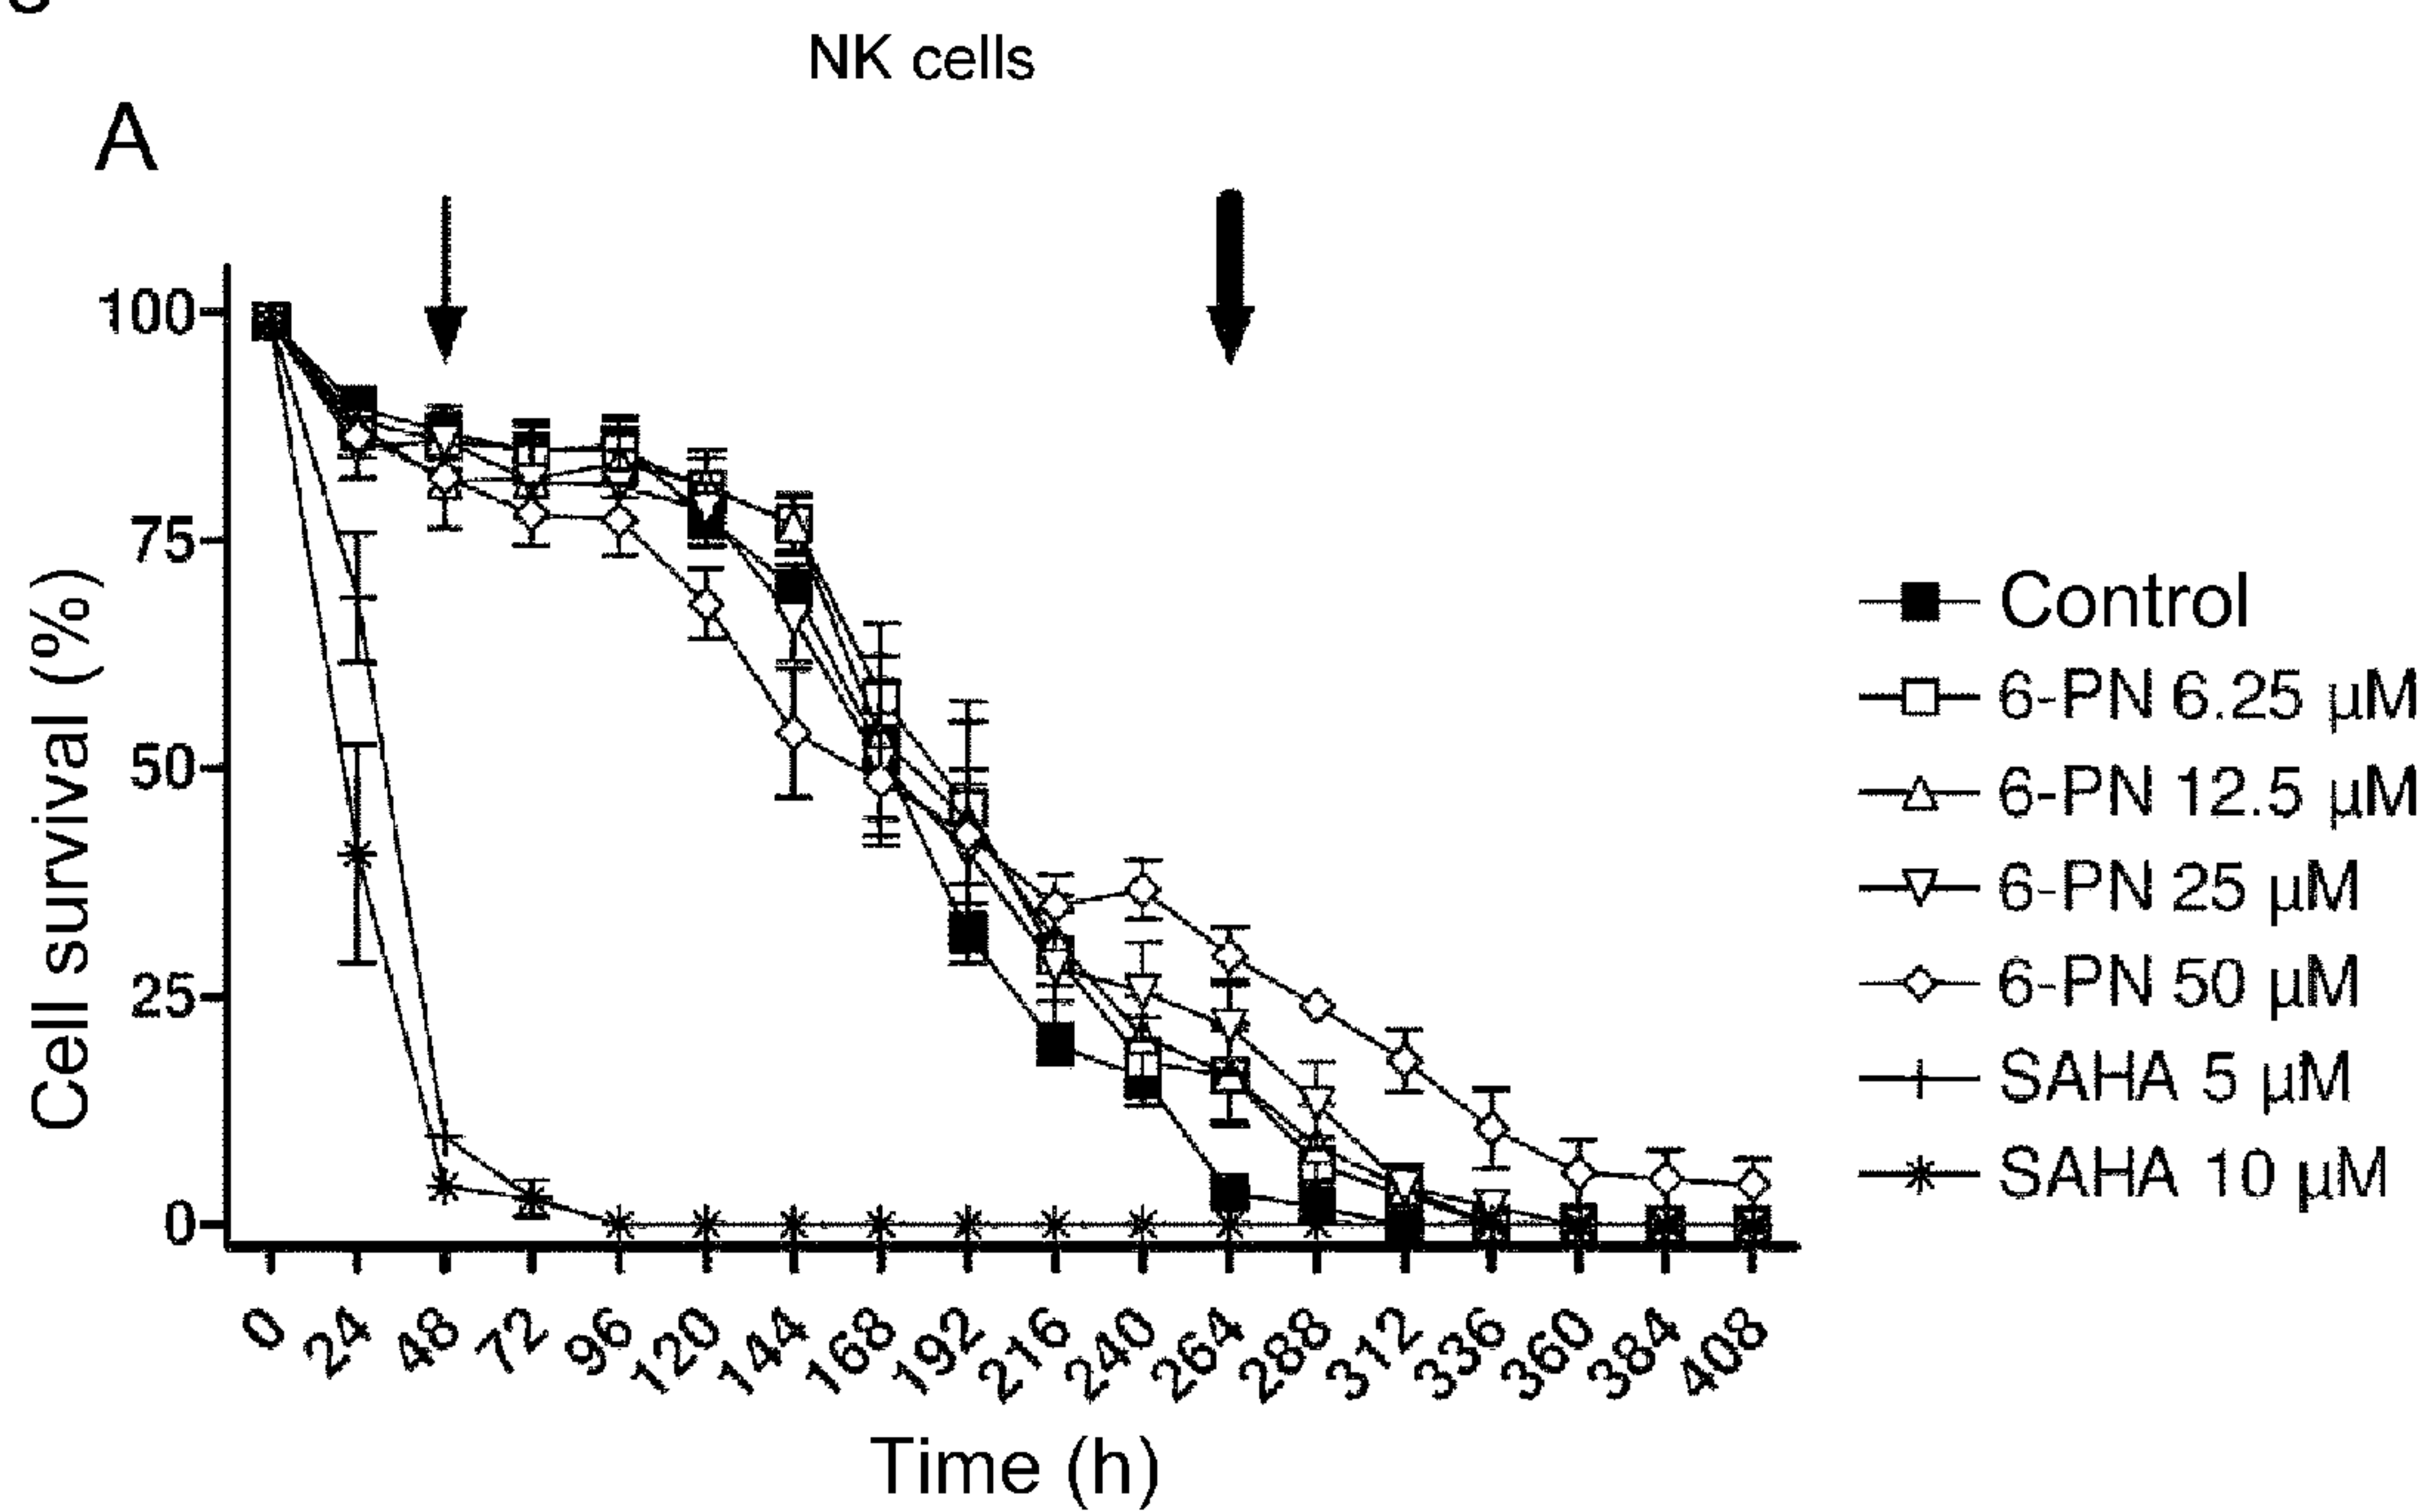 NK cells
A
100
75
50
25
0
Cell survival (%)
0 24 48 72 96 120 144 168 192 216 240 264 288 312 336 360 384 408
Time (h)
Control
6-PN 6.25 µM
6-PN 12.5 µM
6-PN 25 µM
6-PN 50 µM
SAHA 5 µM
SAHA 10 µM